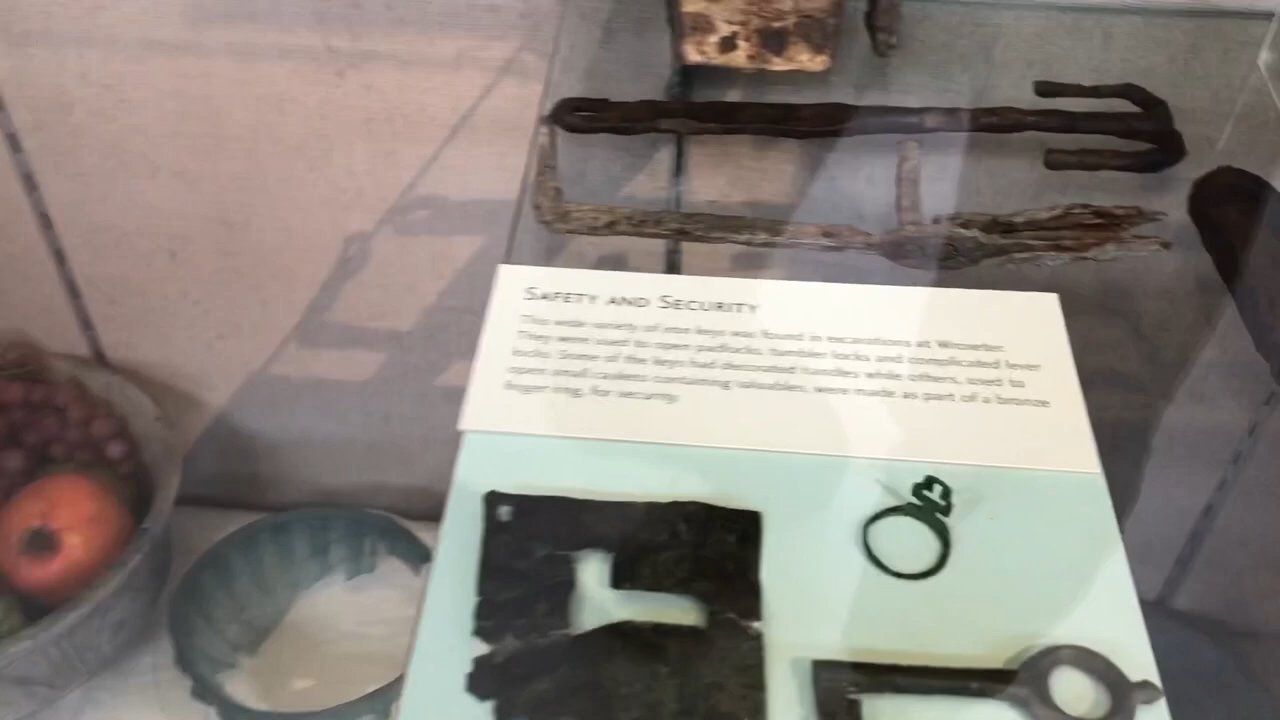 SAFETY AND SECURITY
This wide variety of iron keys was found in excavations at Wroxeter.
They were used to open padlocks, tumbler locks and complicated lever
locks. Some of the keys had decorated handles while others, used to
open small caskets containing valuables, were made as part of a bronze
finger ring, for security.